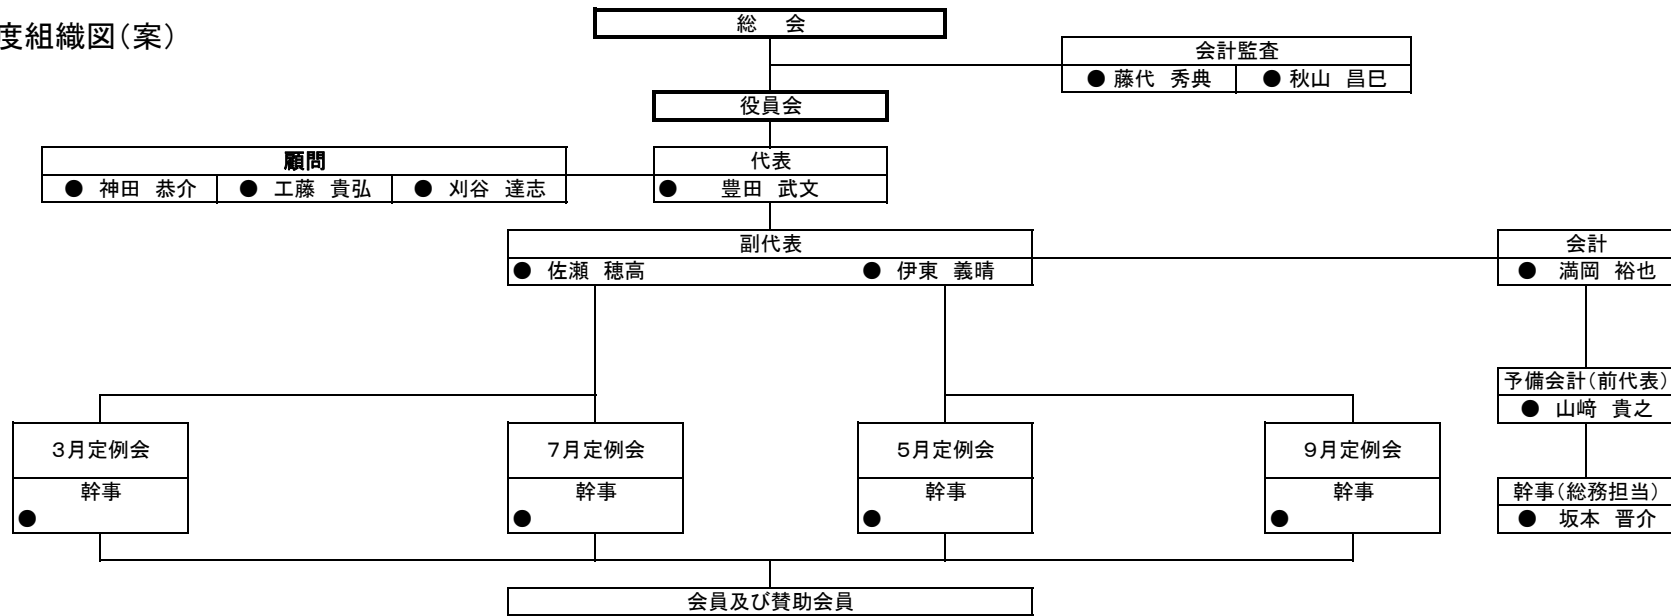 度組織図（案）
総　会
会計監査
● 藤代　秀典　● 秋山　昌巳
役員会
顧問
● 神田　恭介　● 工藤　貴弘　● 刈谷　達志
代表
● 豊田　武文
副代表
● 佐瀬　穂高　● 伊東　義晴
会計
● 満岡　裕也
予備会計（前代表）
● 山﨑　貴之
３月定例会
幹事
●
７月定例会
幹事
●
５月定例会
幹事
●
９月定例会
幹事
●
幹事（総務担当）
● 坂本　晋介
会員及び賛助会員